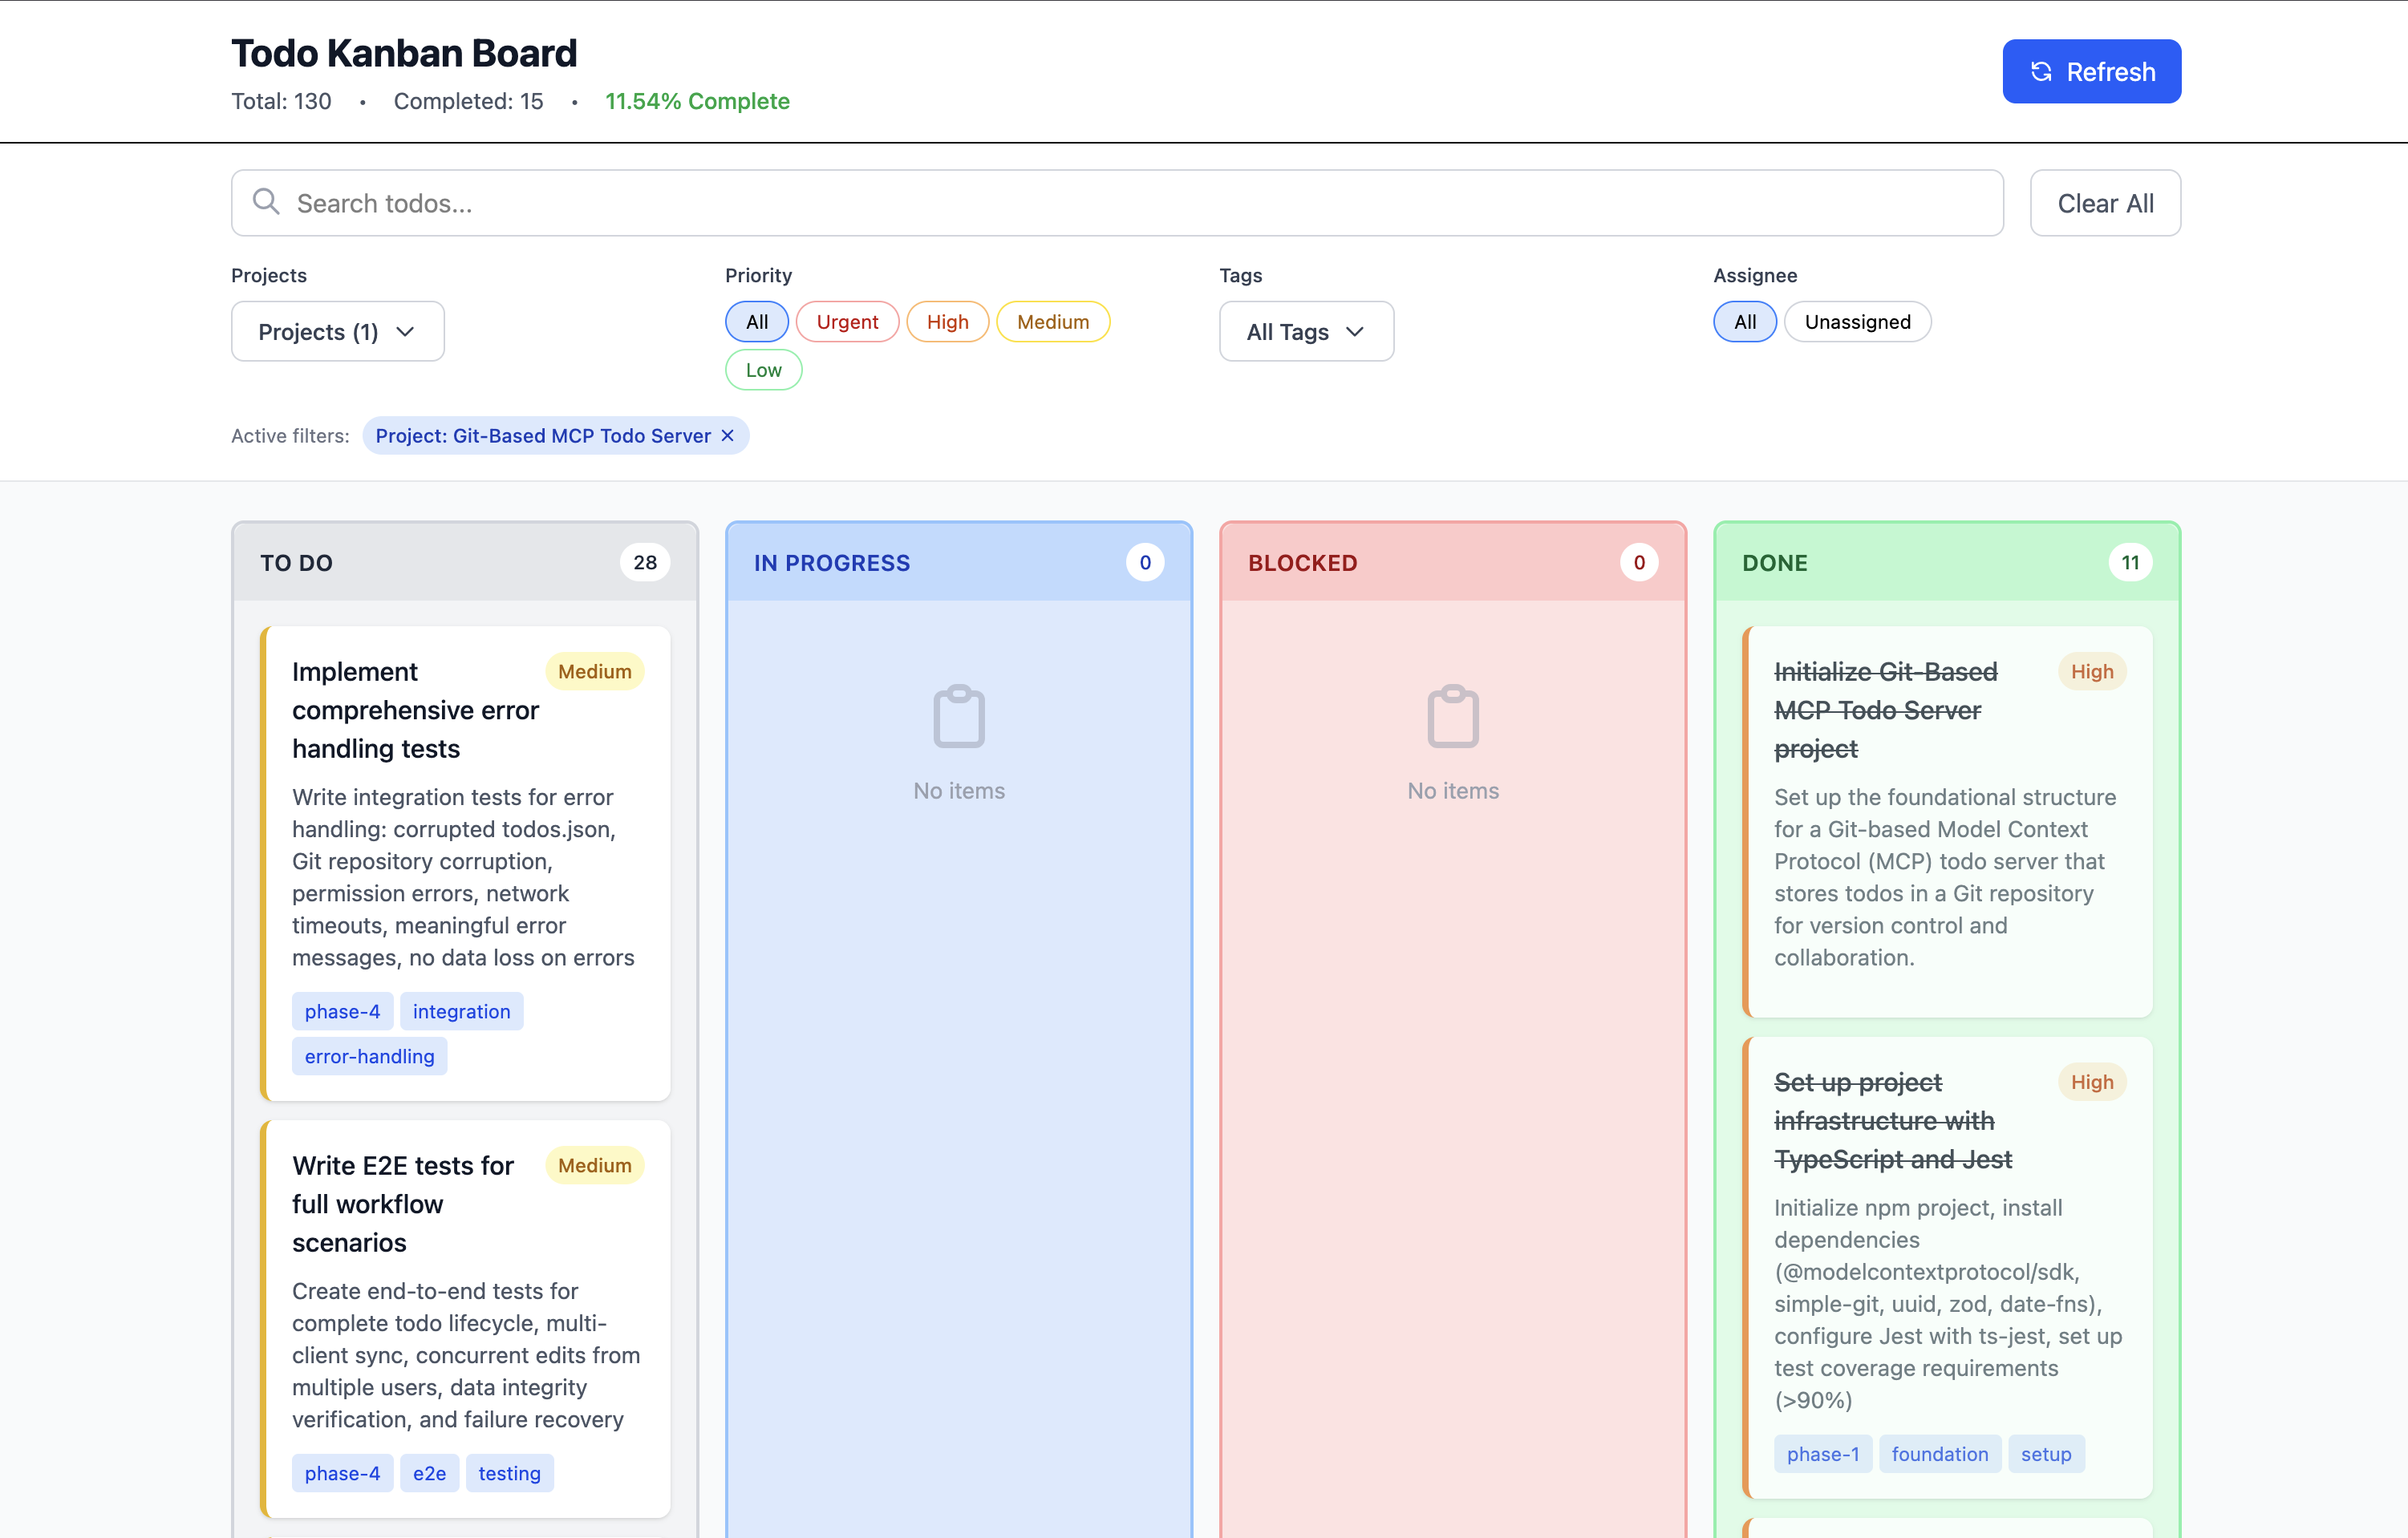 Todo Kanban Board
Total: 130 • Completed: 15 • 11.54% Complete
Refresh
Search todos...
Clear All
Projects
Projects (1)
Priority
All Urgent High Medium
Low
Tags
All Tags
Assignee
All Unassigned
Active filters: Project: Git-Based MCP Todo Server ×
TO DO 28
Implement
comprehensive error
handling tests
Medium
Write integration tests for error
handling: corrupted todos.json,
Git repository corruption,
permission errors, network
timeouts, meaningful error
messages, no data loss on errors
phase-4 integration
error-handling
Write E2E tests for
full workflow
scenarios
Medium
Create end-to-end tests for
complete todo lifecycle, multi-
client sync, concurrent edits from
multiple users, data integrity
verification, and failure recovery
phase-4 e2e testing
IN PROGRESS 0
No items
BLOCKED 0
No items
DONE 11
Initialize Git-Based
MCP Todo Server
project
High
Set up the foundational structure
for a Git-based Model Context
Protocol (MCP) todo server that
stores todos in a Git repository
for version control and
collaboration.
Set up project
infrastructure with
TypeScript and Jest
High
Initialize npm project, install
dependencies
(@modelcontextprotocol/sdk,
simple-git, uuid, zod, date-fns),
configure Jest with ts-jest, set up
test coverage requirements
(>90%)
phase-1 foundation setup